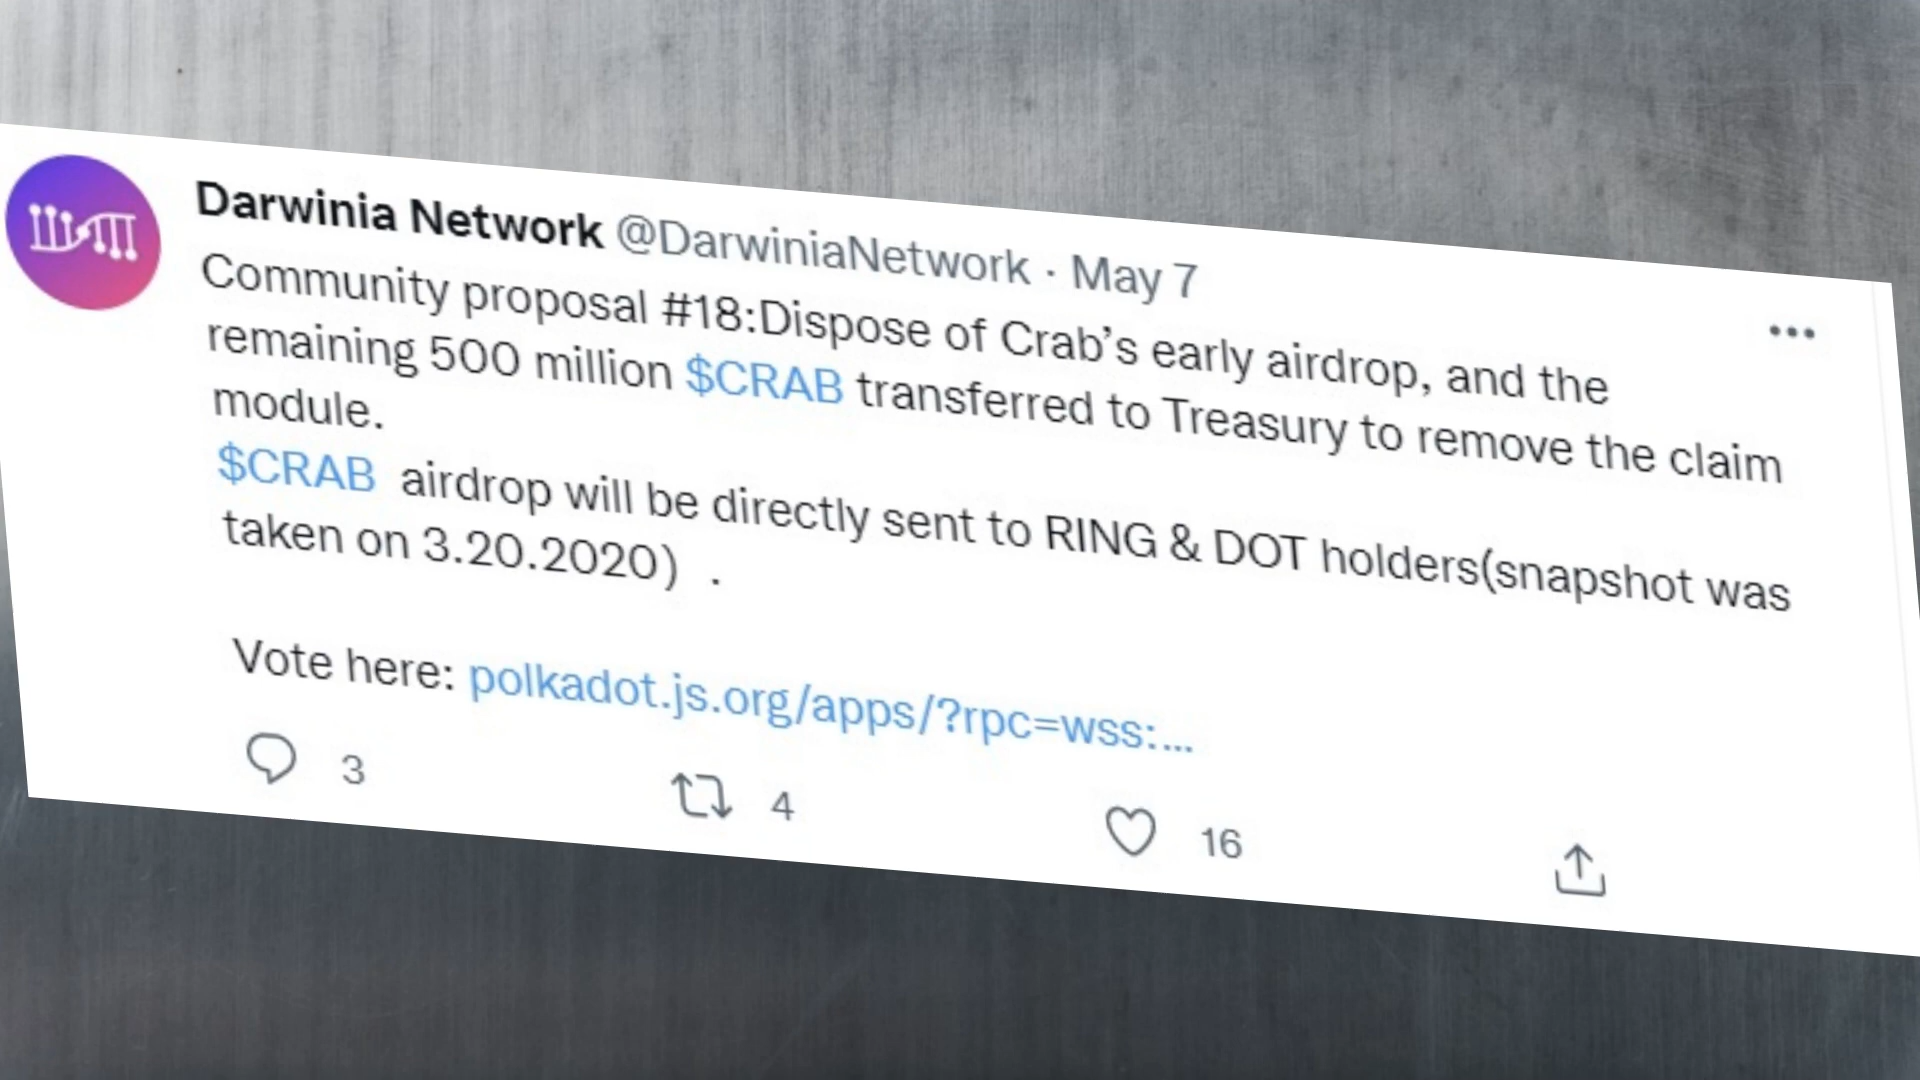 Darwinia Network @DarwiniaNetwork · May 7
Community proposal #18:Dispose of Crab’s early airdrop, and the
remaining 500 million $CRAB transferred to Treasury to remove the claim
module.
$CRAB airdrop will be directly sent to RING & DOT holders(snapshot was
taken on 3.20.2020) .
Vote here: polkadot.js.org/apps/?rpc=wss:...
3 4 16